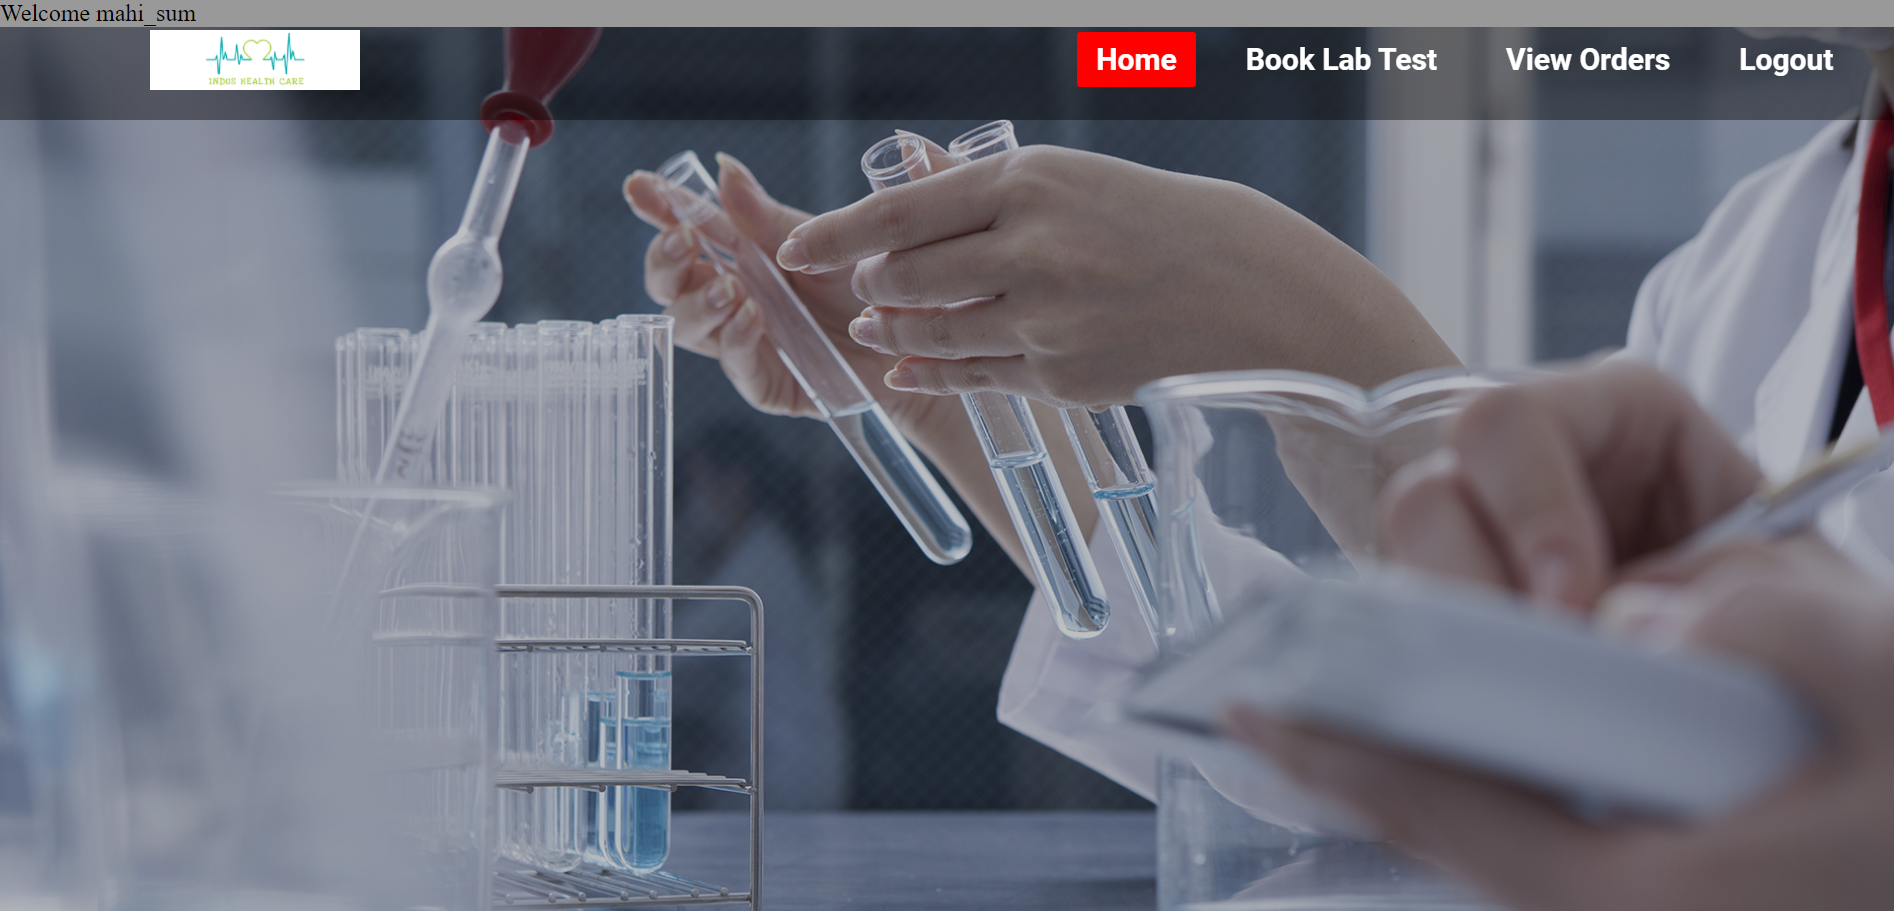 Welcome mahi_sum
INDUS HEALTH CARE
Home
Book Lab Test
View Orders
Logout